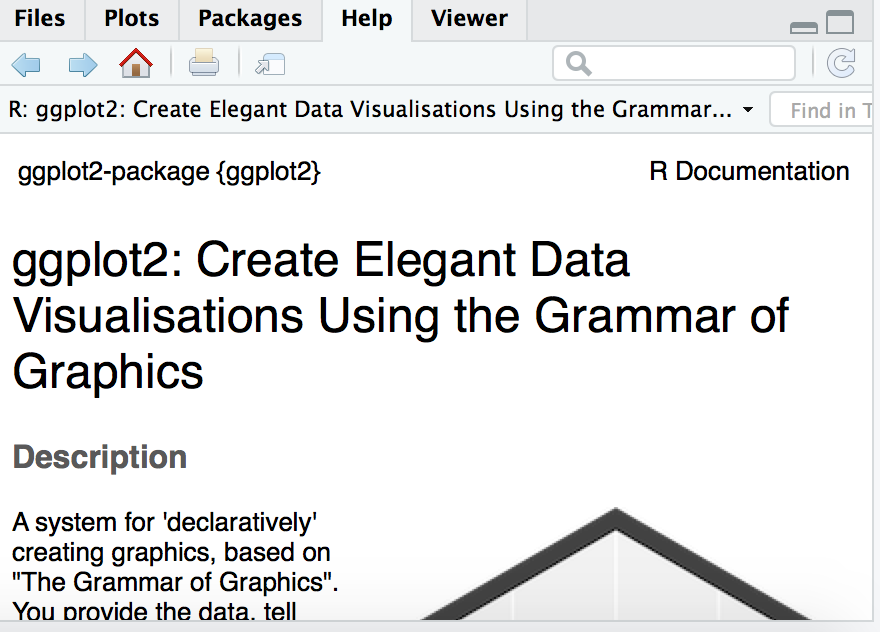 Files Plots Packages Help Viewer
R: ggplot2: Create Elegant Data Visualisations Using the Grammar... Find in T
ggplot2-package {ggplot2} R Documentation
ggplot2: Create Elegant Data
Visualisations Using the Grammar of
Graphics
Description
A system for 'declaratively'
creating graphics, based on
"The Grammar of Graphics".
You provide the data, tell